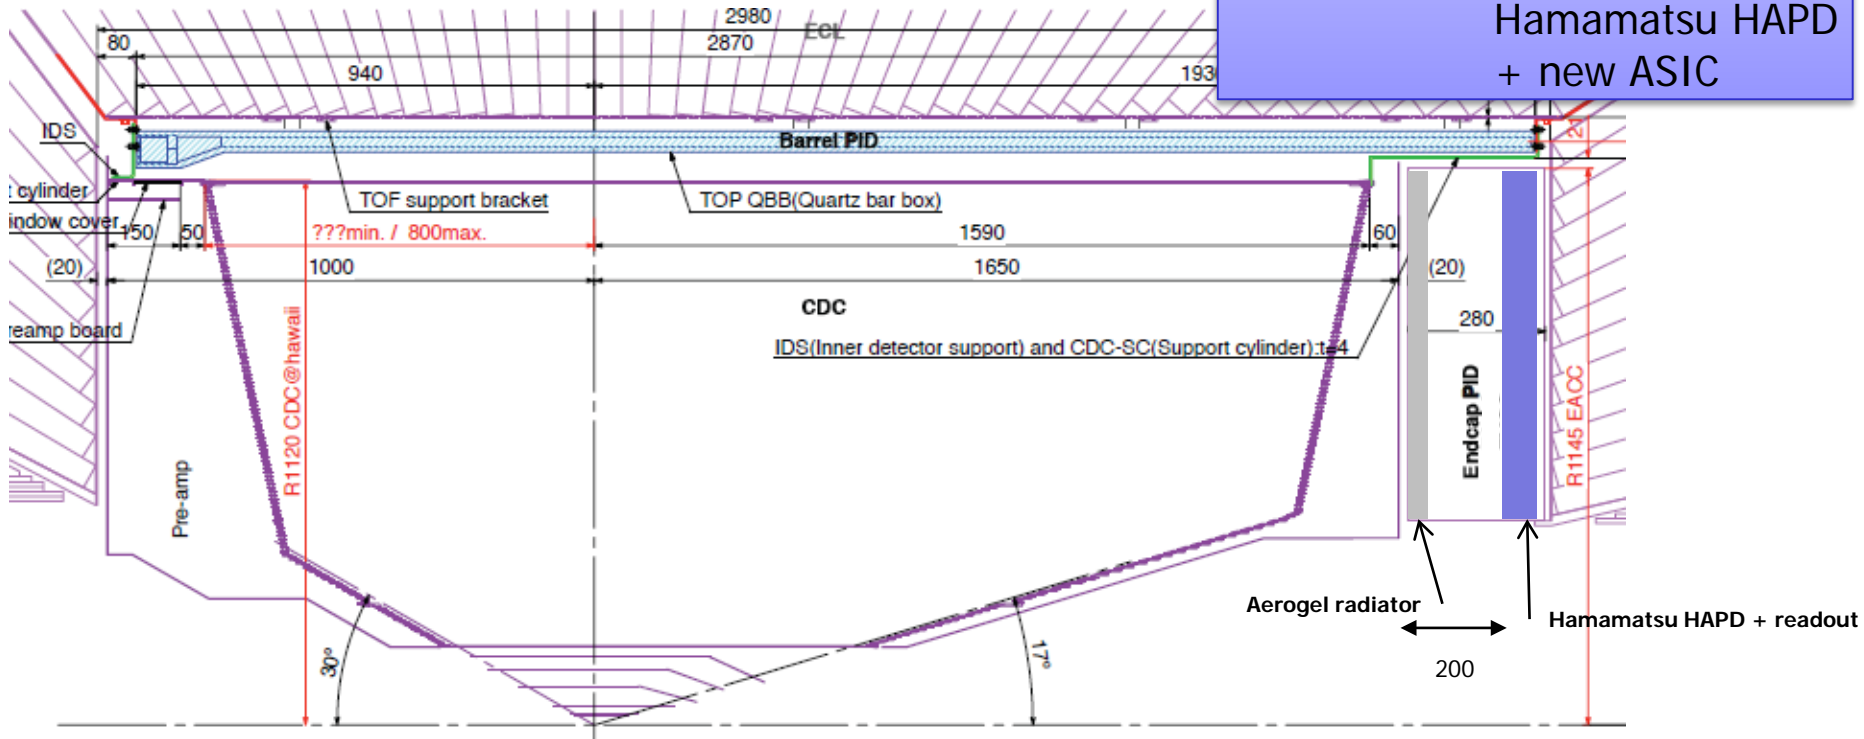 Hamamatsu HAPD
+ new ASIC
2980
ECL
80
2870
940
1930
IDS
Barrel PID
21
t cylinder
TOF support bracket
TOP QBB(Quartz bar box)
indow cover
150
50
???min. / 800max.
1590
60
(20)
1000
1650
(20)
CDC
280
reamp board
IDS(Inner detector support) and CDC-SC(Support cylinder):t=4
R1120 CDC@hawaii
Endcap PID
R1145 EACC
Pre-amp
Aerogel radiator
Hamamatsu HAPD + readout
30°
17°
200